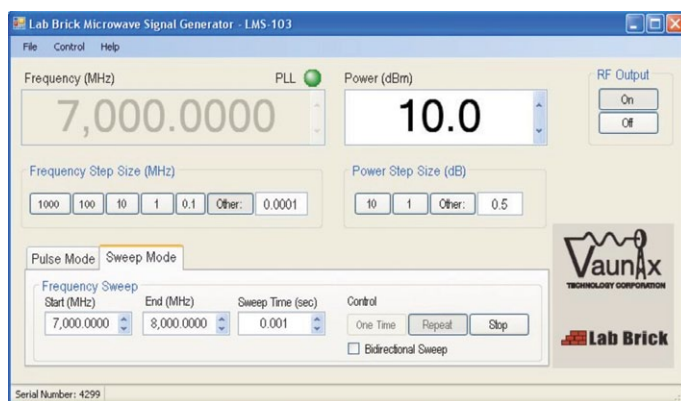 Lab Brick Microwave Signal Generator - LMS-103
File Control Help
Frequency (MHz) PLL Power (dBm) RF Output
7,000.0000 10.0 On
Off
Frequency Step Size (MHz) Power Step Size (dB)
1000 100 10 1 0.1 Other: 0.0001 10 1 Other: 0.5
Pulse Mode Sweep Mode
Frequency Sweep
Start (MHz) End (MHz) Sweep Time (sec) Control
7,000.0000 8,000.0000 0.001 One Time Repeat Stop
Bidirectional Sweep
Vaunix
TECHNOLOGY CORPORATION
Lab Brick
Serial Number: 4299